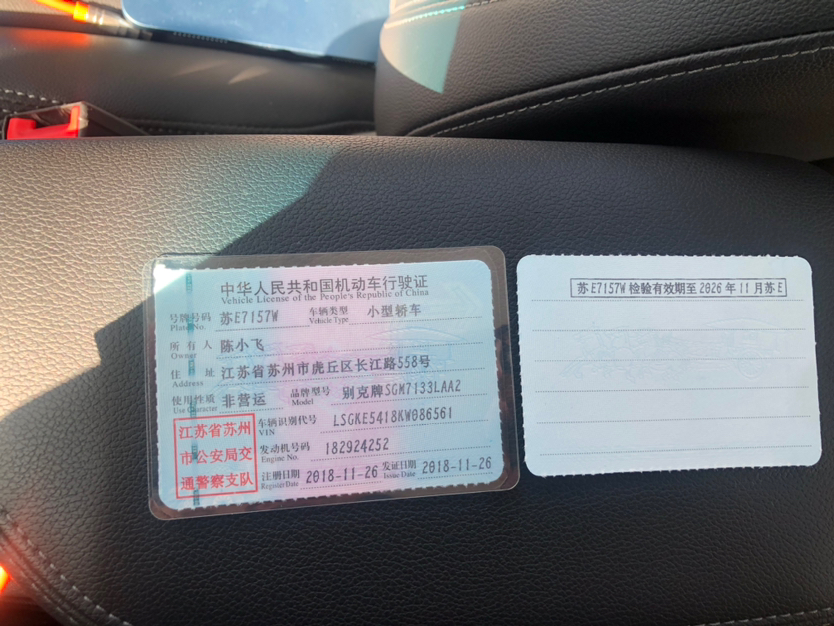 中华人民共和国机动车行驶证
Vehicle License of the People's Republic of China
号牌号码 苏E7157W 车辆类型 小型轿车
Plate No. Vehicle Type
所有人 陈小飞
Owner
住址 江苏省苏州市虎丘区长江路558号
Address
使用性质 非营运 品牌型号 别克牌SGM7133LAA2
Use Character Model
江苏省苏州
市公安局交
通警察支队
车辆识别代号 LSGKE5418KW086561
VIN
发动机号码 182924252
Engine No.
注册日期 2018-11-26 发证日期 2018-11-26
Register Date Issue Date
苏E7157W 检验有效期至 2026 年 11 月苏 E